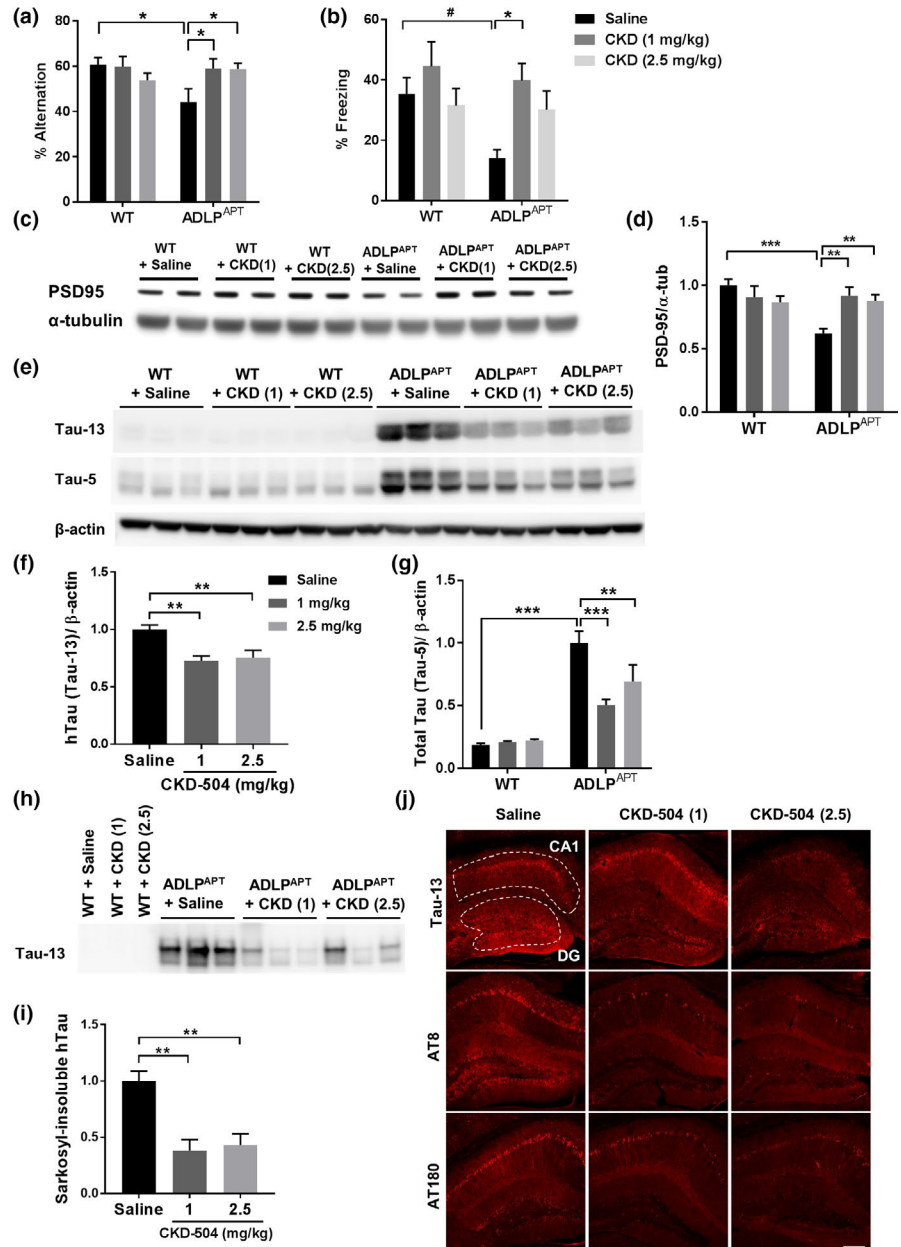 (a)
% Alternation
80
60
40
20
0
*
*
*
WT
ADLP^APT
(b)
% Freezing
60
40
20
0
#
*
WT
ADLP^APT
Saline
CKD (1 mg/kg)
CKD (2.5 mg/kg)
(c)
WT
+ Saline
WT
+ CKD(1)
WT
+ CKD(2.5)
ADLP^APT
+ Saline
ADLP^APT
+ CKD(1)
ADLP^APT
+ CKD(2.5)
PSD95
α-tubulin
(d)
PSD-95/α-tub
1.5
1.0
0.5
0.0
***
**
**
WT
ADLP^APT
(e)
WT
+ Saline
WT
+ CKD (1)
WT
+ CKD (2.5)
ADLP^APT
+ Saline
ADLP^APT
+ CKD (1)
ADLP^APT
+ CKD (2.5)
Tau-13
Tau-5
β-actin
(f)
hTau (Tau-13)/ β-actin
1.5
1.0
0.5
0.0
**
**
Saline
1 mg/kg
2.5 mg/kg
Saline
1
2.5
CKD-504 (mg/kg)
(g)
Total Tau (Tau-5)/ β-actin
1.5
1.0
0.5
0.0
***
**
***
WT
ADLP^APT
(h)
WT + Saline
WT + CKD (1)
WT + CKD (2.5)
ADLP^APT
+ Saline
ADLP^APT
+ CKD (1)
ADLP^APT
+ CKD (2.5)
Tau-13
(i)
Sarkosyl-insoluble hTau
1.5
1.0
0.5
0.0
**
**
Saline
1
2.5
CKD-504 (mg/kg)
(j)
Saline
CKD-504 (1)
CKD-504 (2.5)
Tau-13
CA1
DG
AT8
AT180